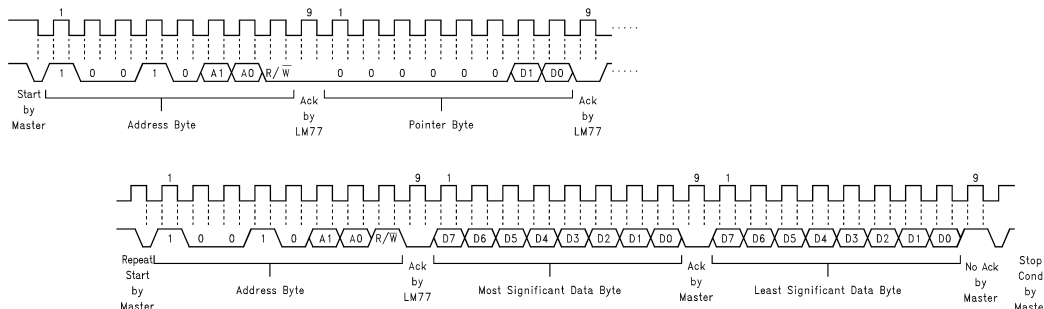 1 9 1 9
1 0 0 1 0 A1 A0 R/W 0 0 0 0 0 0 D1 D0
Start by Master
Address Byte
Ack by LM77
Pointer Byte
Ack by LM77
1 9 1 9 1 9
1 0 0 1 0 A1 A0 R/W D7 D6 D5 D4 D3 D2 D1 D0 D7 D6 D5 D4 D3 D2 D1 D0
Repeat Start by Master
Address Byte
Ack by LM77
Most Significant Data Byte
Ack by Master
Least Significant Data Byte
No Ack by Master
Stop Cond by